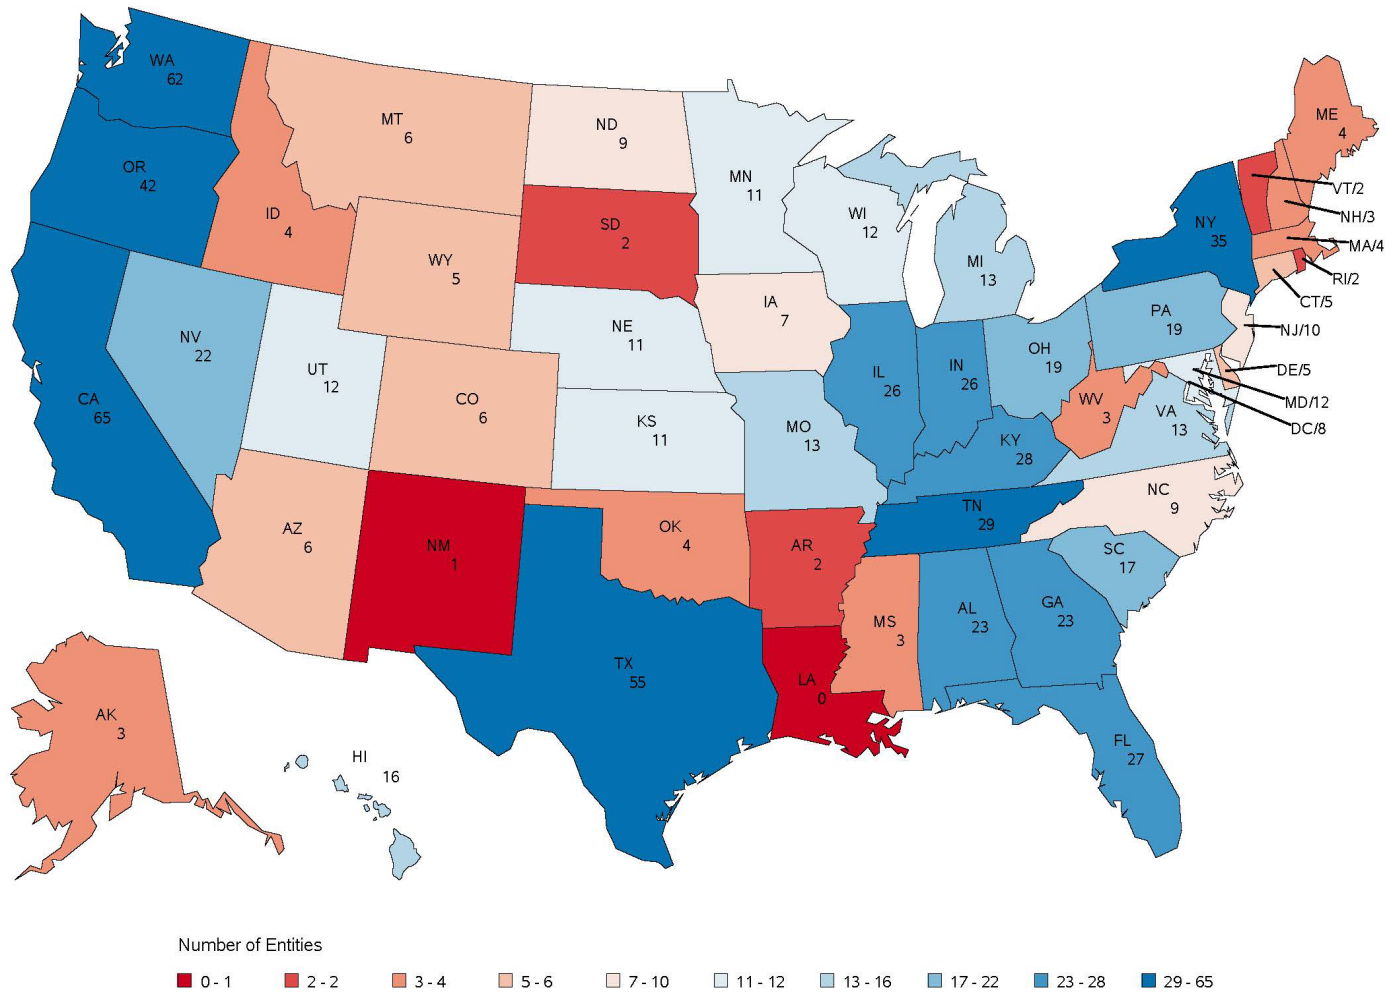 WA
62
OR
42
CA
65
NV
22
ID
4
MT
6
WY
5
UT
12
CO
6
AZ
6
NM
1
ND
9
SD
2
NE
11
KS
11
OK
4
TX
55
MN
11
IA
7
MO
13
AR
2
LA
0
WI
12
IL
26
MI
13
IN
26
OH
19
KY
28
TN
29
MS
3
AL
23
GA
23
FL
27
SC
17
NC
9
VA
13
WV
3
PA
19
NY
35
ME
4
VT/2
NH/3
MA/4
RI/2
CT/5
NJ/10
DE/5
MD/12
DC/8
AK
3
HI
16
Number of Entities
0 - 1 2 - 2 3 - 4 5 - 6 7 - 10 11 - 12 13 - 16 17 - 22 23 - 28 29 - 65